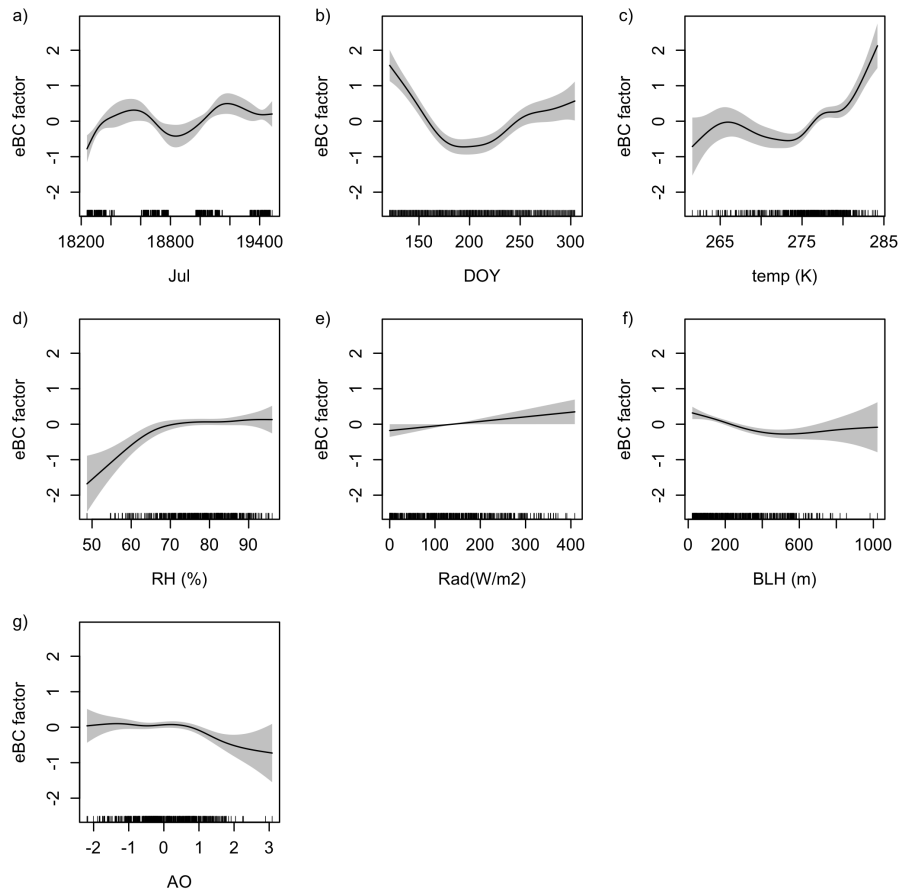 a)
eBC factor
2
1
0
-1
-2
18200 18800 19400
Jul
b)
eBC factor
2
1
0
-1
-2
150 200 250 300
DOY
c)
eBC factor
2
1
0
-1
-2
265 275 285
temp (K)
d)
eBC factor
2
1
0
-1
-2
50 60 70 80 90
RH (%)
e)
eBC factor
2
1
0
-1
-2
0 100 200 300 400
Rad(W/m2)
f)
eBC factor
2
1
0
-1
-2
0 200 600 1000
BLH (m)
g)
eBC factor
2
1
0
-1
-2
-2 -1 0 1 2 3
AO